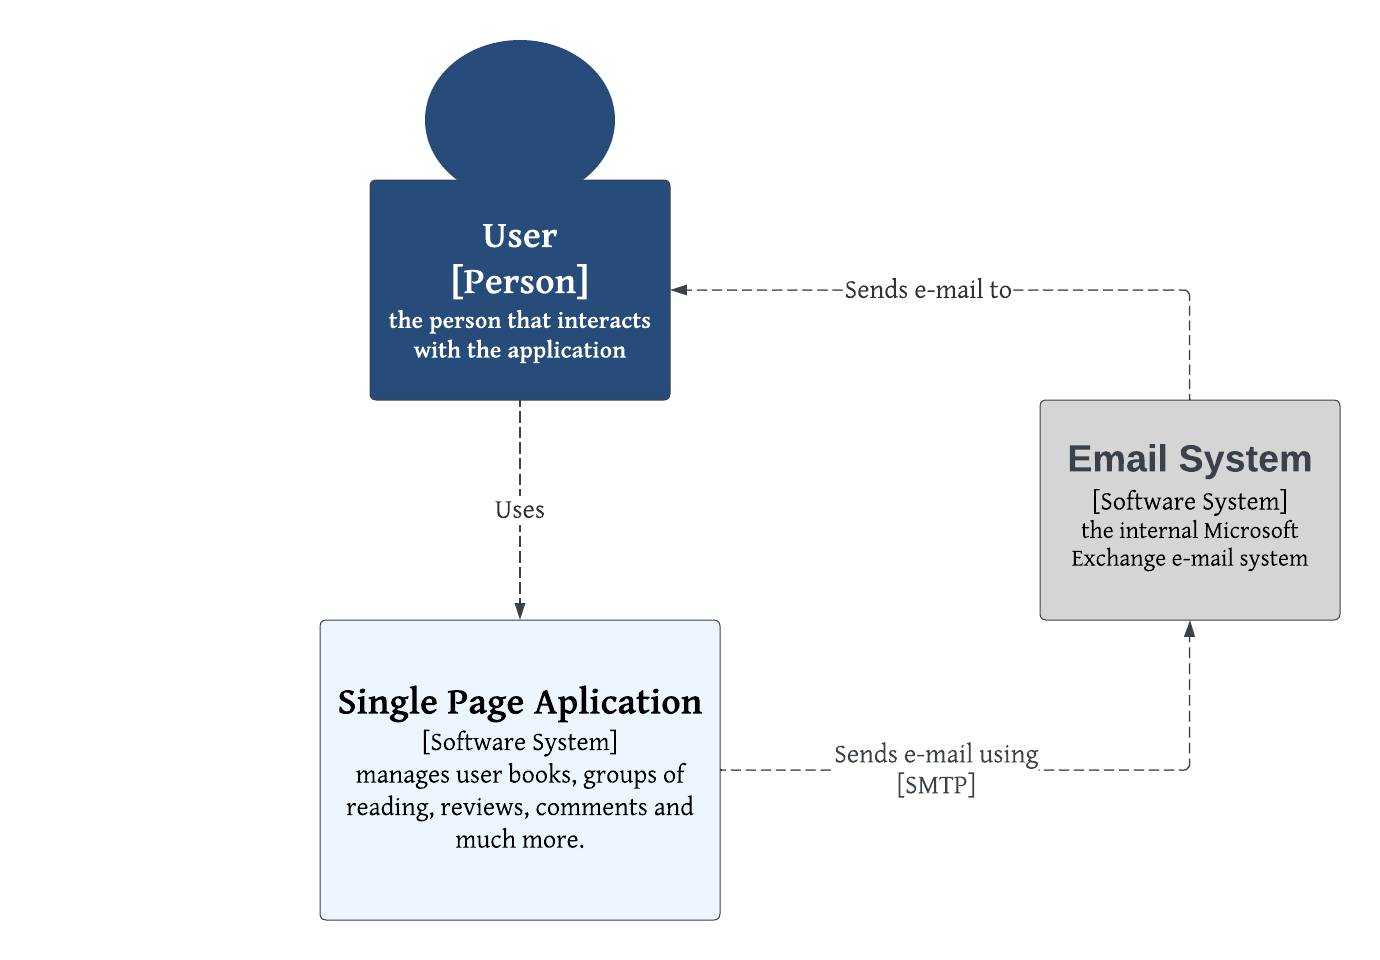 User
[Person]
the person that interacts
with the application
Sends e-mail to
Email System
[Software System]
the internal Microsoft
Exchange e-mail system
Uses
Single Page Aplication
[Software System]
manages user books, groups of
reading, reviews, comments and
much more.
Sends e-mail using
[SMTP]